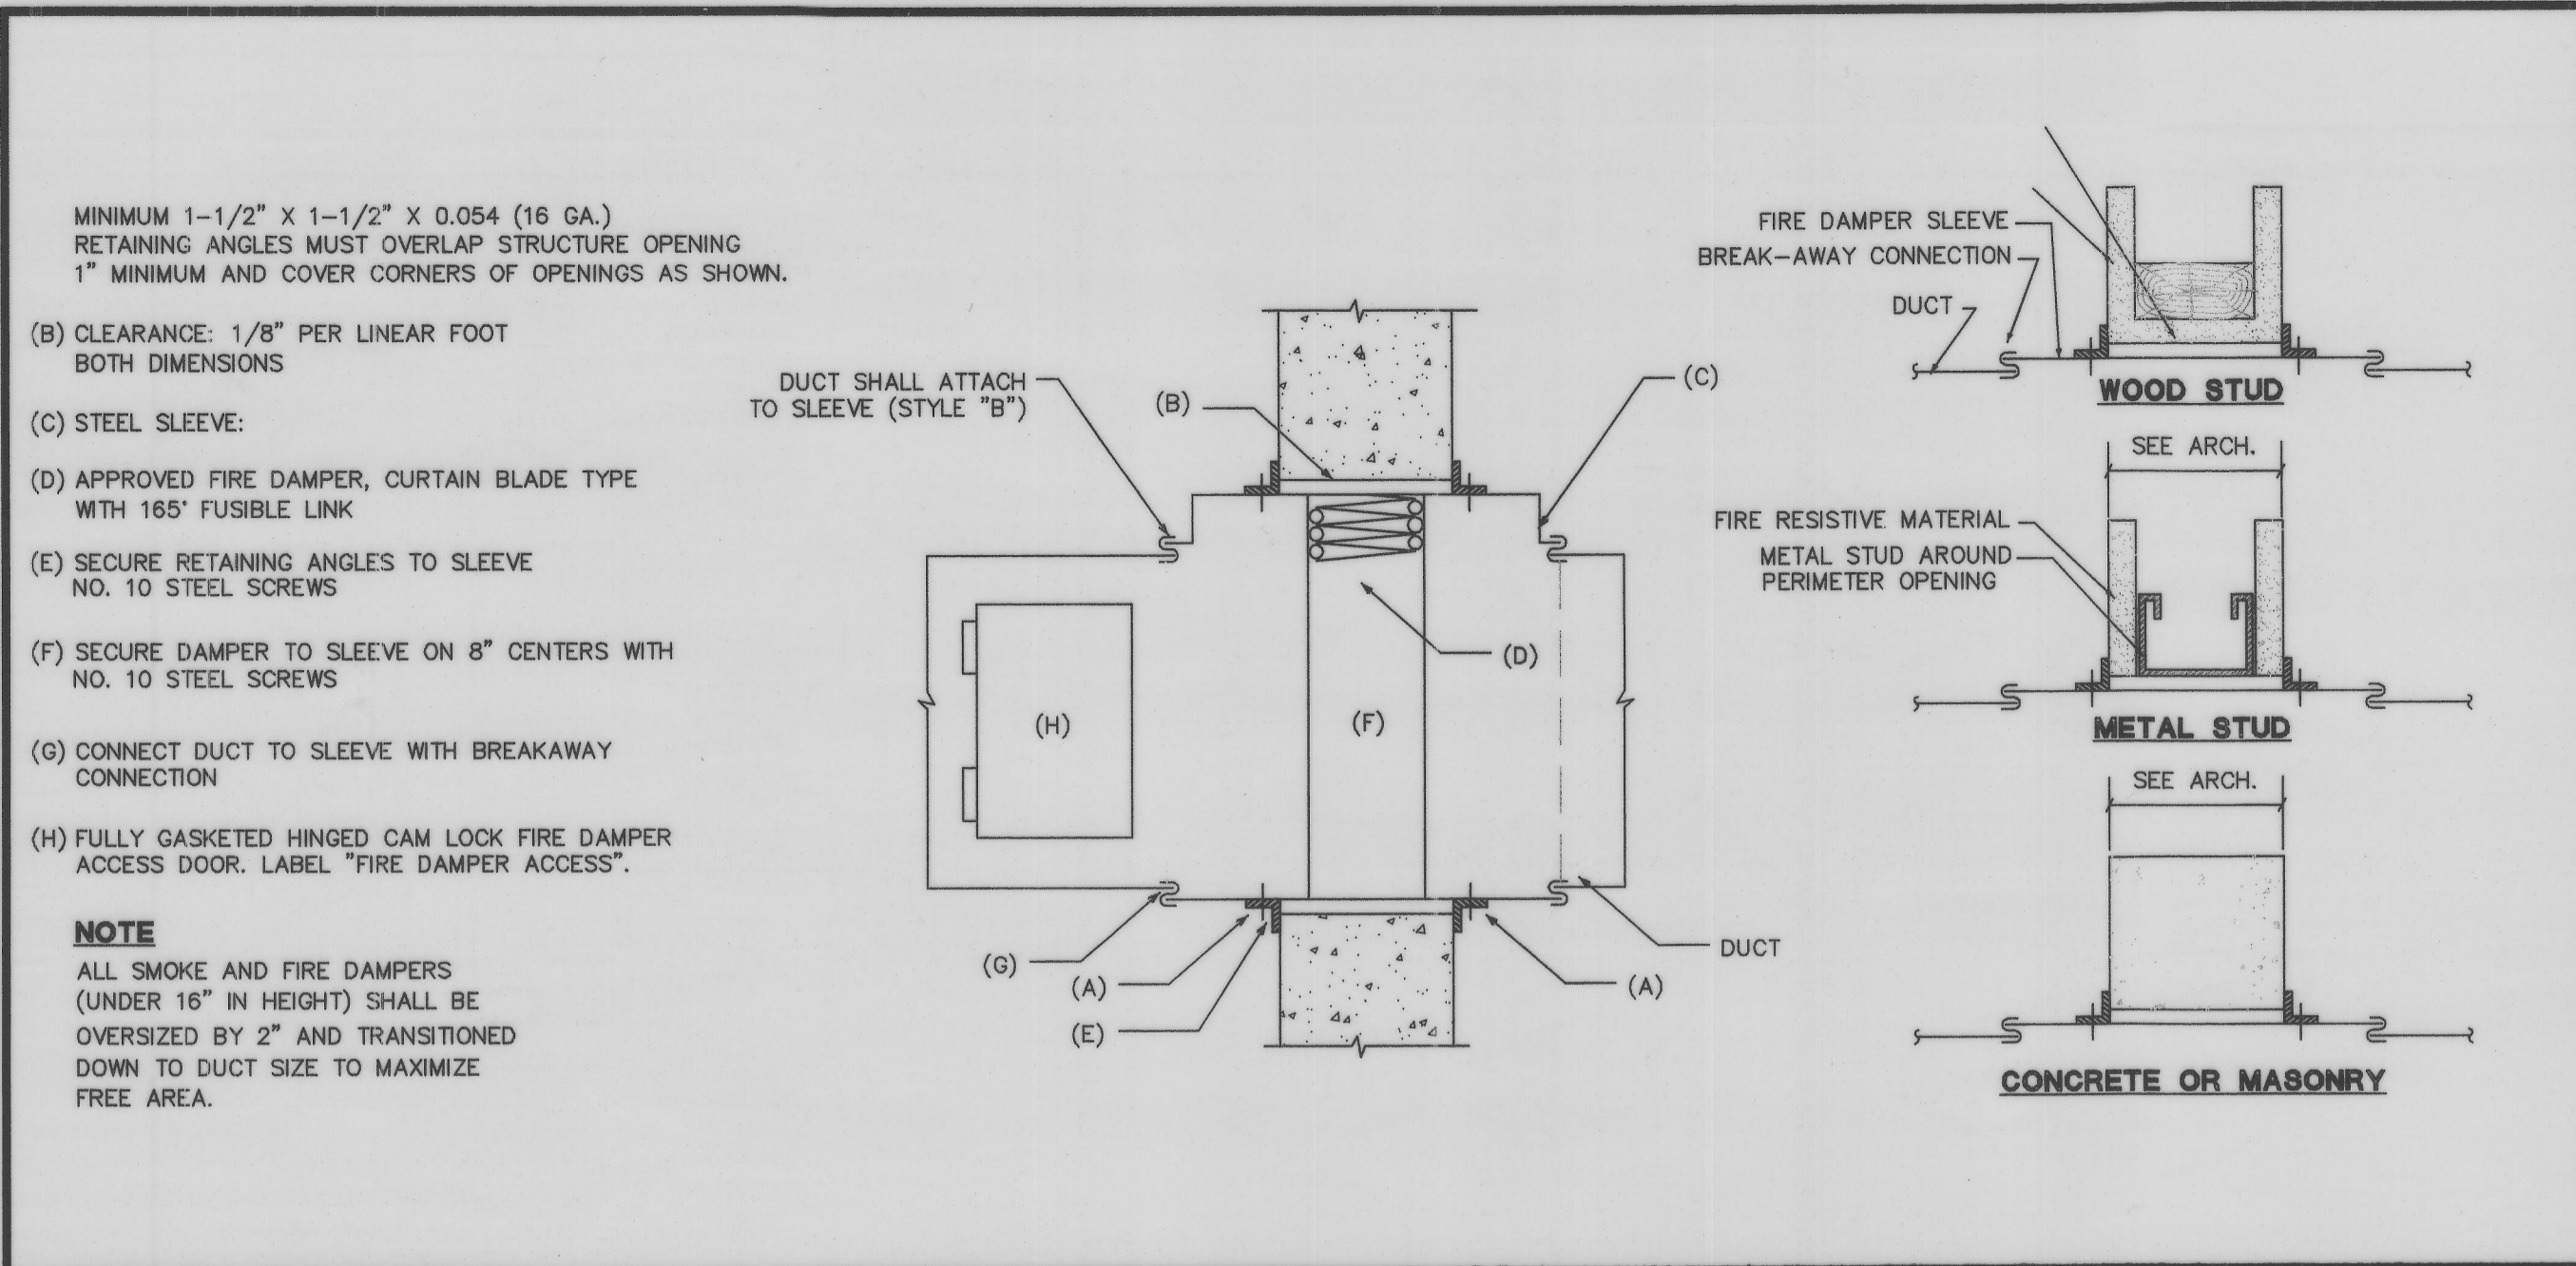 MINIMUM 1-1/2" X 1-1/2" X 0.054 (16 GA.)
RETAINING ANGLES MUST OVERLAP STRUCTURE OPENING
1" MINIMUM AND COVER CORNERS OF OPENINGS AS SHOWN.
(B) CLEARANCE: 1/8" PER LINEAR FOOT
BOTH DIMENSIONS
(C) STEEL SLEEVE:
(D) APPROVED FIRE DAMPER, CURTAIN BLADE TYPE
WITH 165° FUSIBLE LINK
(E) SECURE RETAINING ANGLES TO SLEEVE
NO. 10 STEEL SCREWS
(F) SECURE DAMPER TO SLEEVE ON 8" CENTERS WITH
NO. 10 STEEL SCREWS
(G) CONNECT DUCT TO SLEEVE WITH BREAKAWAY
CONNECTION
(H) FULLY GASKETED HINGED CAM LOCK FIRE DAMPER
ACCESS DOOR. LABEL "FIRE DAMPER ACCESS".
NOTE
ALL SMOKE AND FIRE DAMPERS
(UNDER 16" IN HEIGHT) SHALL BE
OVERSIZED BY 2" AND TRANSITIONED
DOWN TO DUCT SIZE TO MAXIMIZE
FREE AREA.
DUCT SHALL ATTACH
TO SLEEVE (STYLE "B")
(B)
(C)
(D)
(H)
(F)
(G)
(A)
(E)
(A)
DUCT
FIRE DAMPER SLEEVE
BREAK-AWAY CONNECTION
DUCT
WOOD STUD
SEE ARCH.
FIRE RESISTIVE MATERIAL
METAL STUD AROUND
PERIMETER OPENING
METAL STUD
SEE ARCH.
CONCRETE OR MASONRY